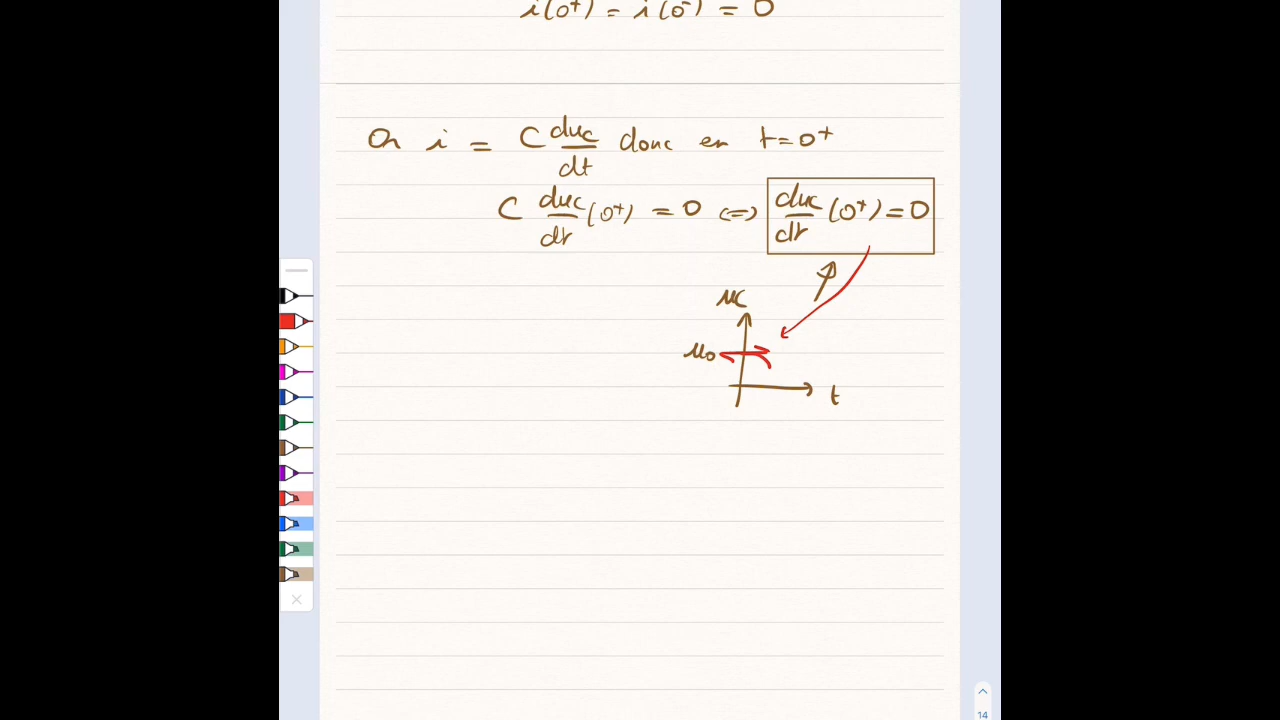 i(0⁺) = i(0⁻) = 0
Or i = C duc/dt donc en t=0⁺
C duc/dt (0⁺) = 0 <=> duc/dt (0⁺) = 0
uc
u0
t
14